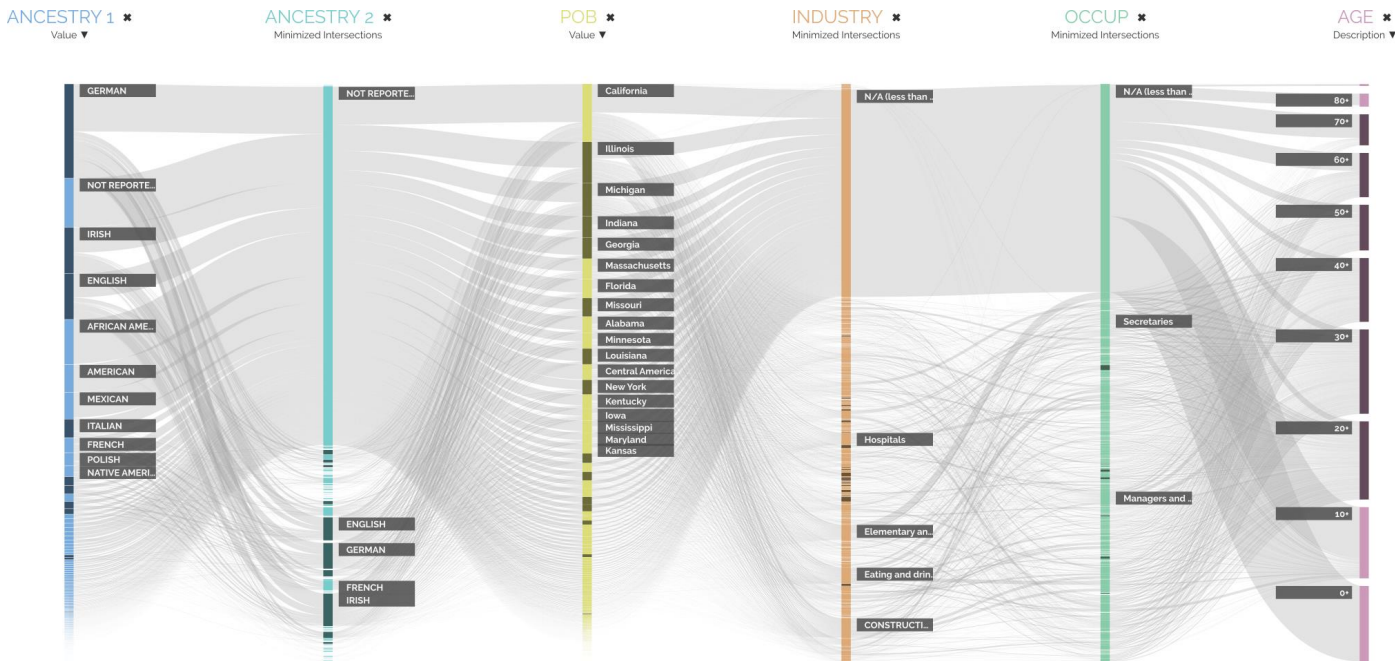 ANCESTRY 1 ✖
Value ▼
ANCESTRY 2 ✖
Minimized Intersections
POB ✖
Value ▼
INDUSTRY ✖
Minimized Intersections
OCCUP ✖
Minimized Intersections
AGE ✖
Description ▼
GERMAN
NOT REPORTE...
IRISH
ENGLISH
AFRICAN AME...
AMERICAN
MEXICAN
ITALIAN
FRENCH
POLISH
NATIVE AMERI...
NOT REPORTE...
ENGLISH
GERMAN
FRENCH
IRISH
California
Illinois
Michigan
Indiana
Georgia
Massachusetts
Florida
Missouri
Alabama
Minnesota
Louisiana
Central America
New York
Kentucky
Iowa
Mississippi
Maryland
Kansas
N/A (less than ...
Hospitals
Elementary an...
Eating and drin...
CONSTRUCTI...
N/A (less than ...
Secretaries
Managers and ...
80+
70+
60+
50+
40+
30+
20+
10+
0+